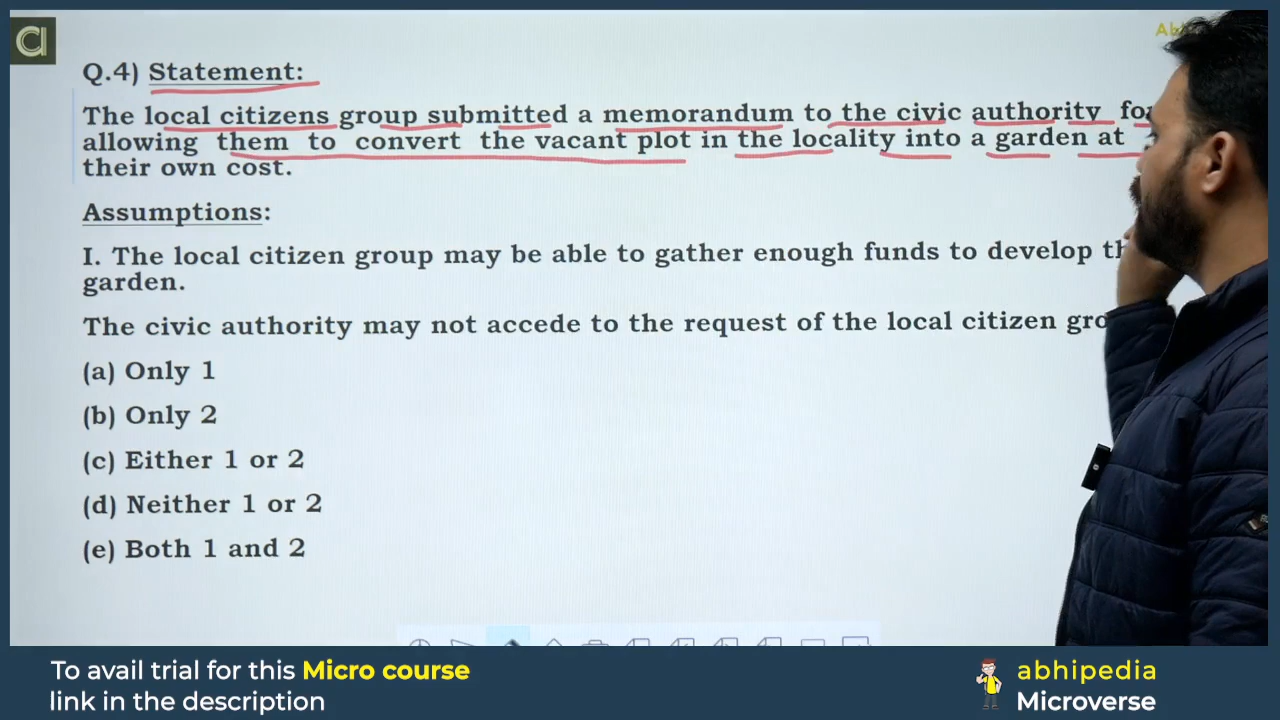 Q.4) Statement:
The local citizens group submitted a memorandum to the civic authority
allowing them to convert the vacant plot in the locality into a garden at
their own cost.
Assumptions:
I. The local citizen group may be able to gather enough funds to develop
garden.
The civic authority may not accede to the request of the local citizen
(a) Only 1
(b) Only 2
(c) Either 1 or 2
(d) Neither 1 or 2
(e) Both 1 and 2
To avail trial for this Micro course
link in the description
abhipedia
Microverse